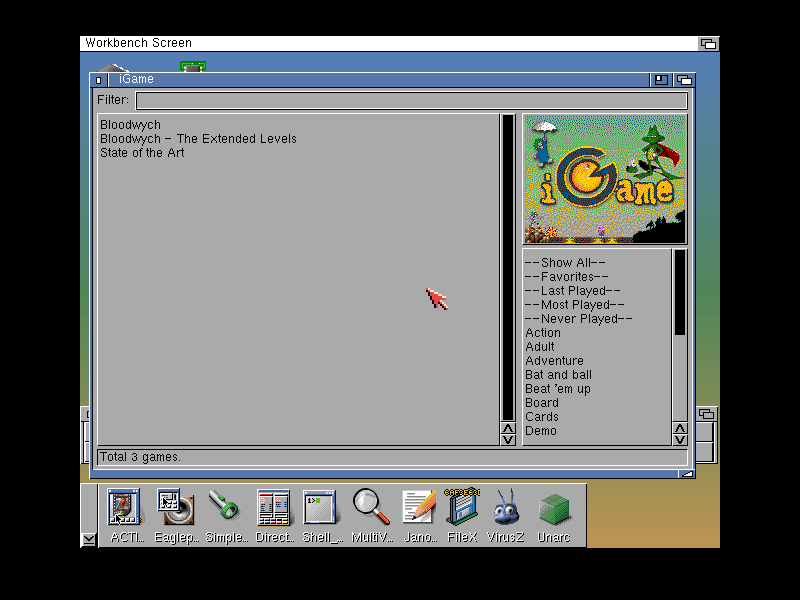 Workbench Screen
iGame
Filter:
Bloodwych
Bloodwych - The Extended Levels
State of the Art
iGame
--Show All--
--Favorites--
--Last Played--
--Most Played--
--Never Played--
Action
Adult
Adventure
Bat and ball
Beat 'em up
Board
Cards
Demo
Total 3 games.
ACTI... Eaglep... Simple... Direct... Shell_... MultiV... Jano... FileX VirusZ Unarc